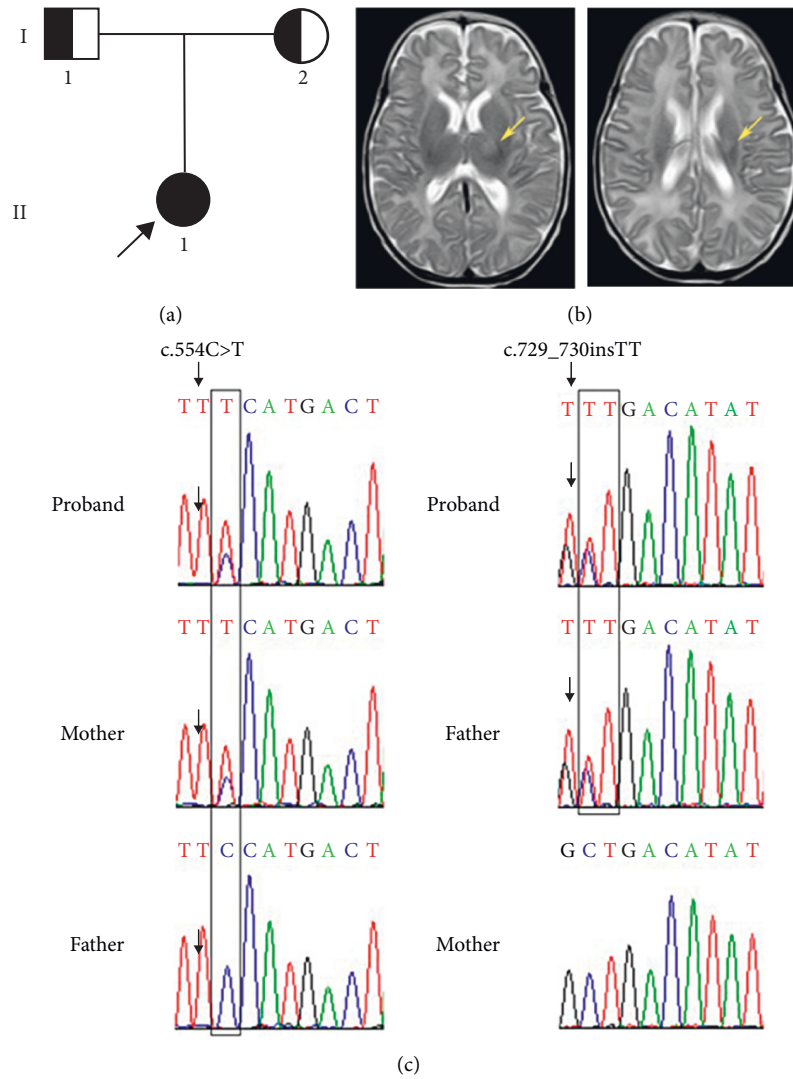 I
1
2
II
1
(a)
(b)
c.554C>T
c.729_730insTT
T T T C A T G A C T
T T T G A C A T A T
Proband
Proband
T T T C A T G A C T
T T T G A C A T A T
Mother
Father
T T C C A T G A C T
G C T G A C A T A T
Father
Mother
(c)